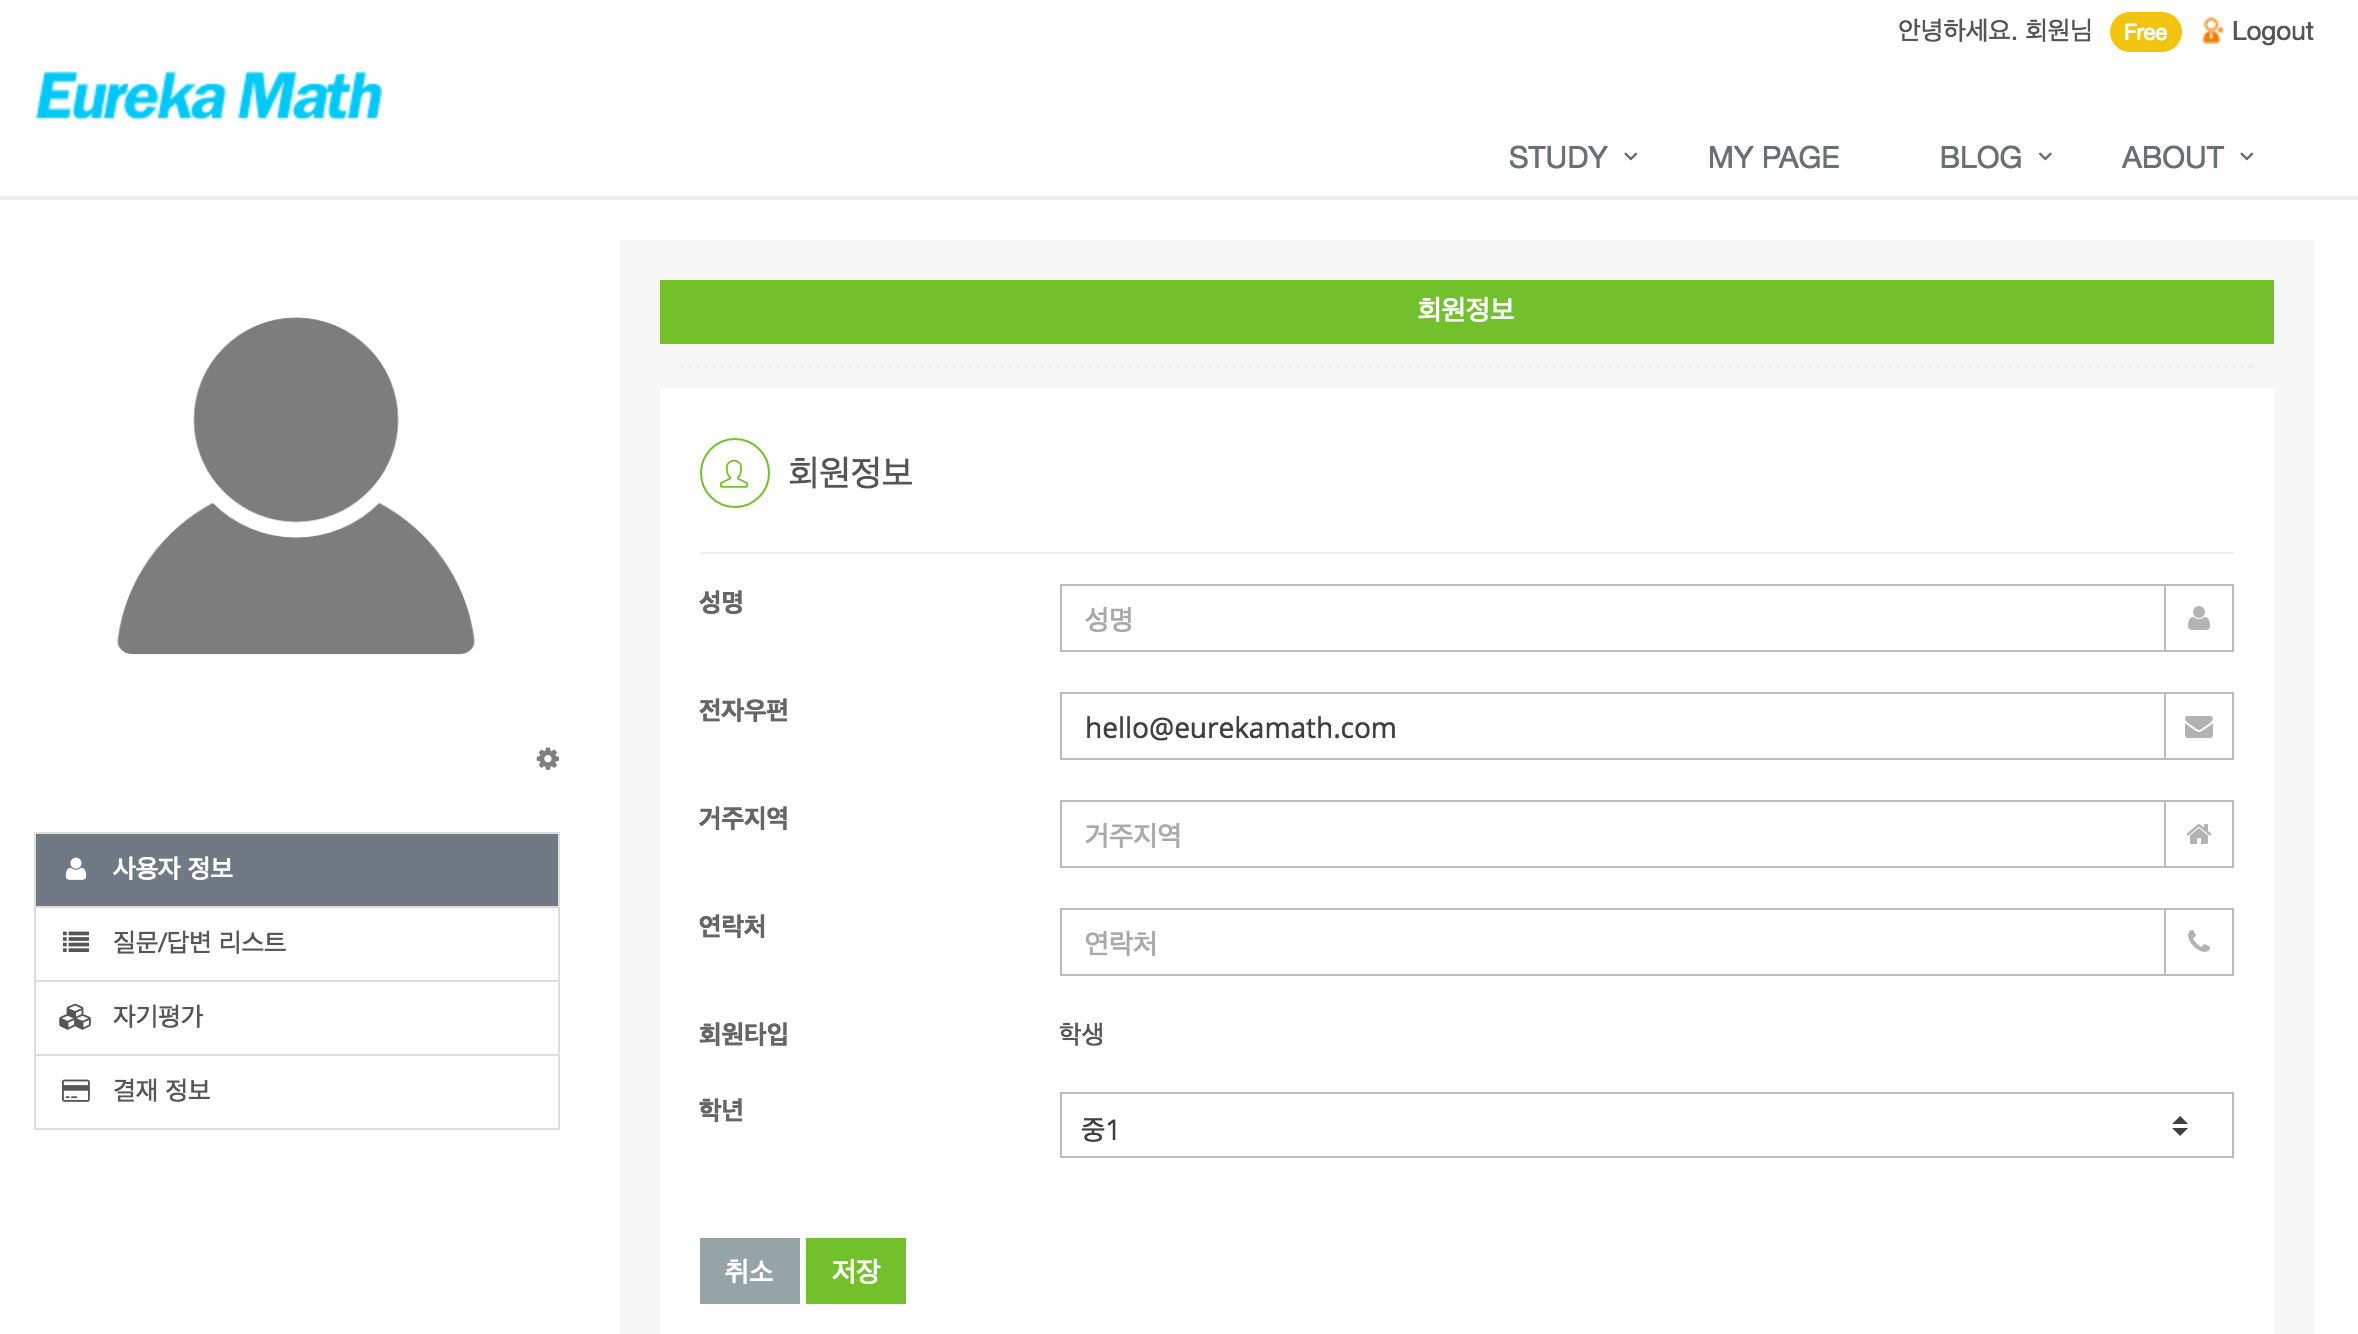 안녕하세요. 회원님 Free Logout
Eureka Math
STUDY MY PAGE BLOG ABOUT
회원정보
회원정보
성명 성명
전자우편 hello@eurekamath.com
거주지역 거주지역
연락처 연락처
회원타입 학생
학년 중1
취소 저장
사용자 정보
질문/답변 리스트
자기평가
결재 정보